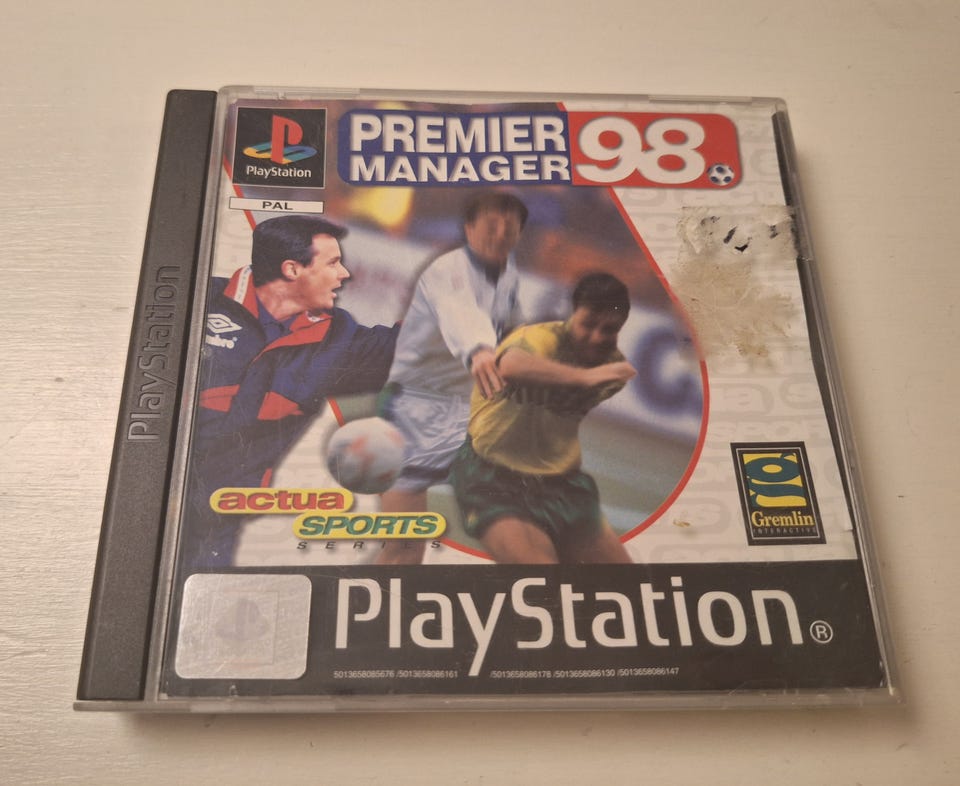 PlayStation
PAL
PREMIER
MANAGER 98
umbro
PlayStation
actua
SPORTS
SERIES
Gremlin
INTERACTIVE
PlayStation®
5013658085676 /5013658086161 /5013658086178 /5013658086130 /5013658086147